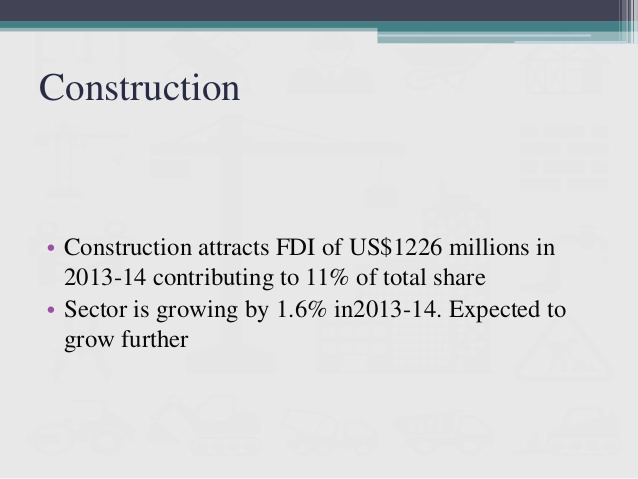 Construction
• Construction attracts FDI of US$1226 millions in
2013-14 contributing to 11% of total share
• Sector is growing by 1.6% in2013-14. Expected to
grow further